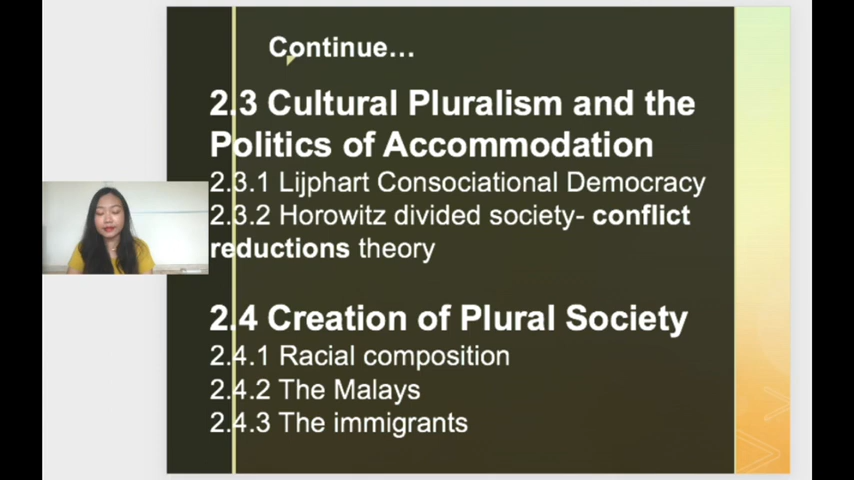 Continue...
2.3 Cultural Pluralism and the
Politics of Accommodation
2.3.1 Lijphart Consociational Democracy
2.3.2 Horowitz divided society- conflict
reductions theory
2.4 Creation of Plural Society
2.4.1 Racial composition
2.4.2 The Malays
2.4.3 The immigrants